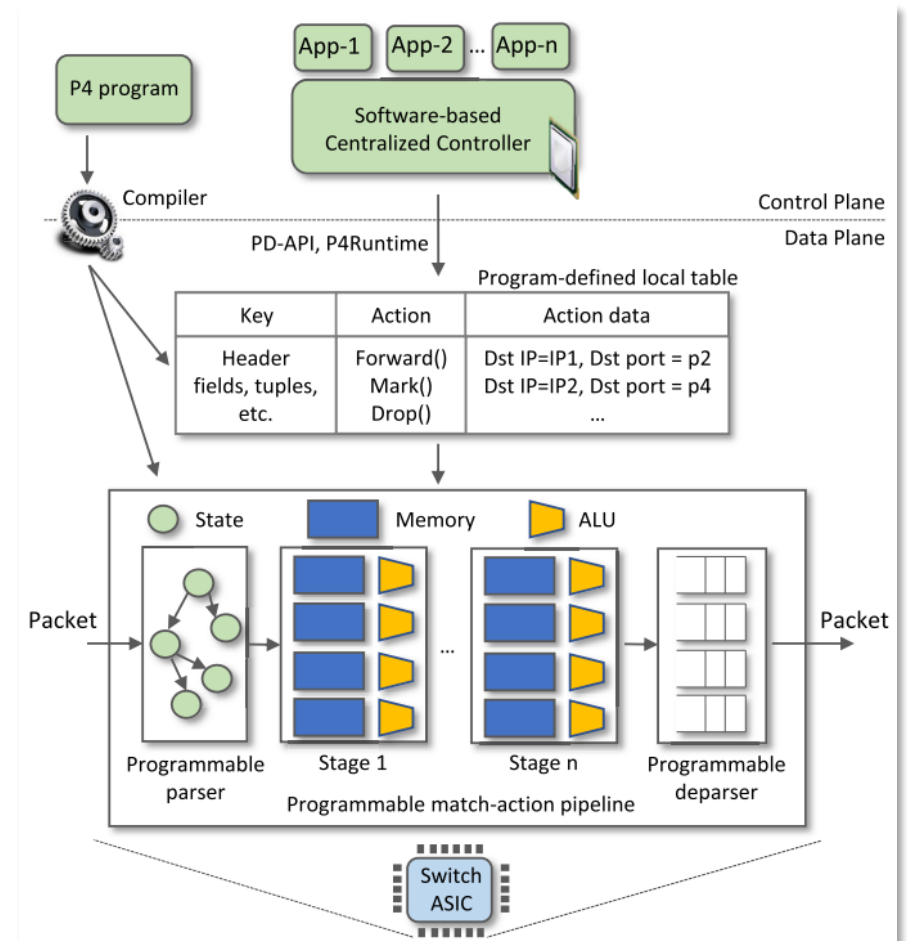 App-1 App-2 ... App-n
P4 program
Software-based
Centralized Controller
Compiler
Control Plane
Data Plane
PD-API, P4Runtime
Program-defined local table
Key Action Action data
Header Forward() Dst IP=IP1, Dst port = p2
fields, tuples, Mark() Dst IP=IP2, Dst port = p4
etc. Drop() ...
State Memory ALU
Packet ... Packet
Programmable Stage 1 Stage n Programmable
parser deparser
Programmable match-action pipeline
Switch
ASIC